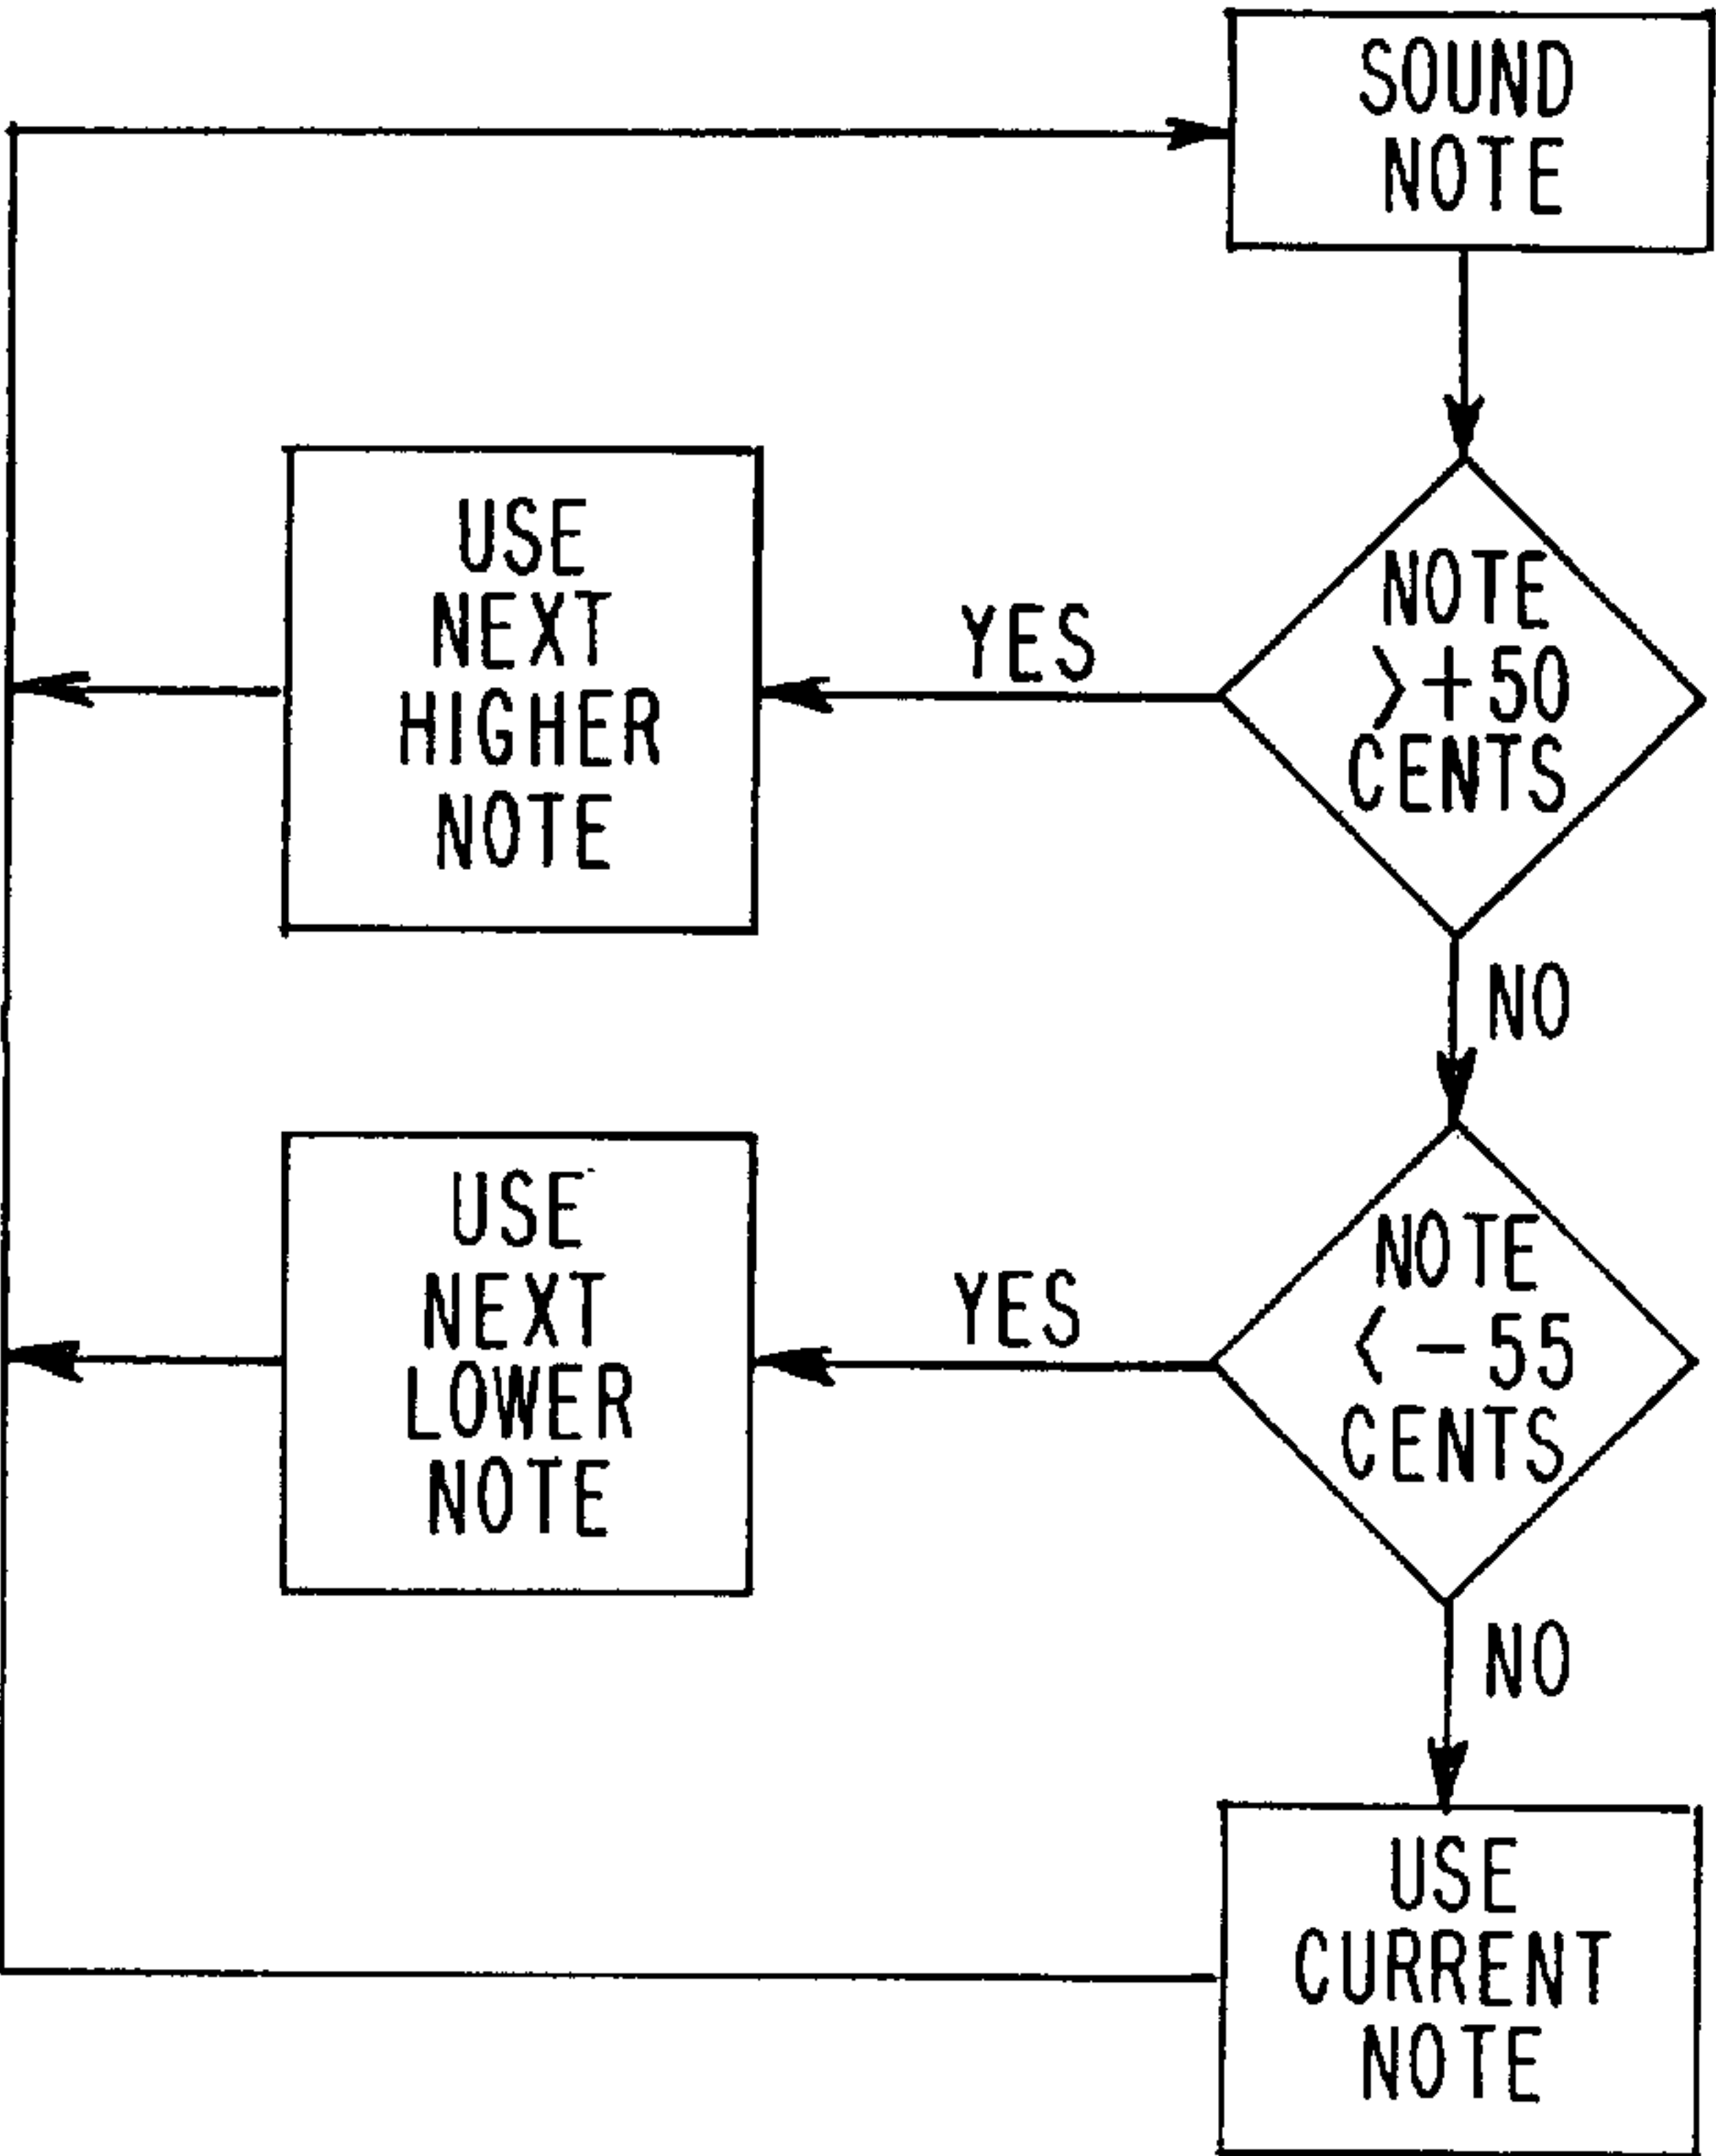 SOUND
NOTE
NOTE
>+50
CENTS
YES
USE
NEXT
HIGHER
NOTE
NO
NOTE
<-55
CENTS
YES
USE
NEXT
LOWER
NOTE
NO
USE
CURRENT
NOTE